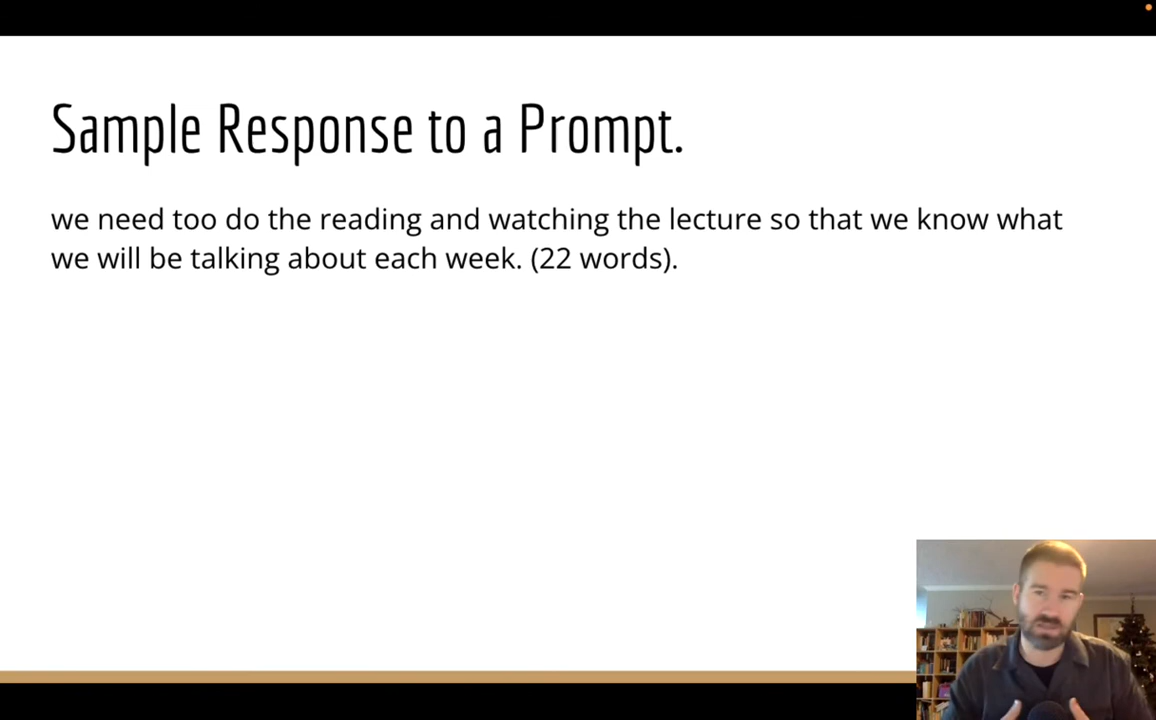 Sample Response to a Prompt.
we need too do the reading and watching the lecture so that we know what
we will be talking about each week. (22 words).